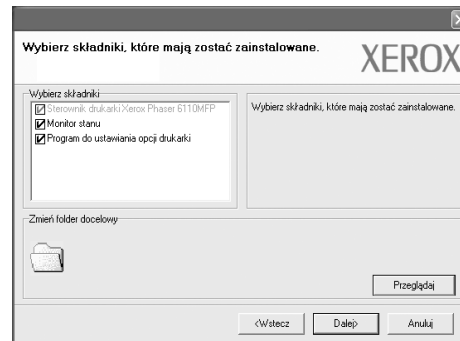 Wybierz składniki, które mają zostać zainstalowane.
XEROX
Wybierz składniki
Sterownik drukarki Xerox Phaser 6110MFP
Monitor stanu
Program do ustawiania opcji drukarki
Wybierz składniki, które mają zostać zainstalowane.
Zmień folder docelowy
Przeglądaj
<Wstecz
Dalej>
Anuluj